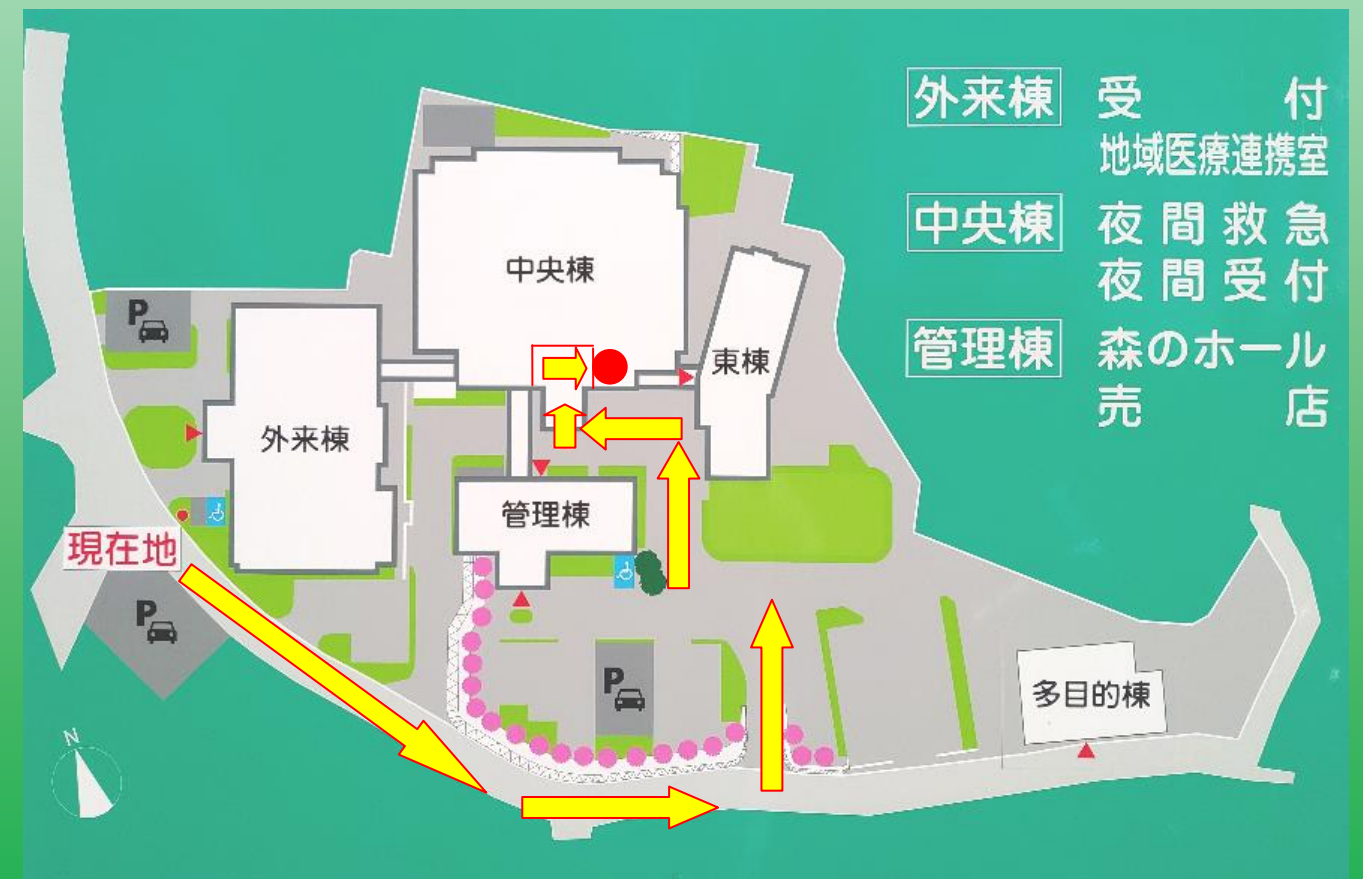 外来棟 受付
地域医療連携室
中央棟 夜間救急
夜間受付
管理棟 森のホール
売店
中央棟
P
東棟
外来棟
管理棟
現在地
P
P
多目的棟
N